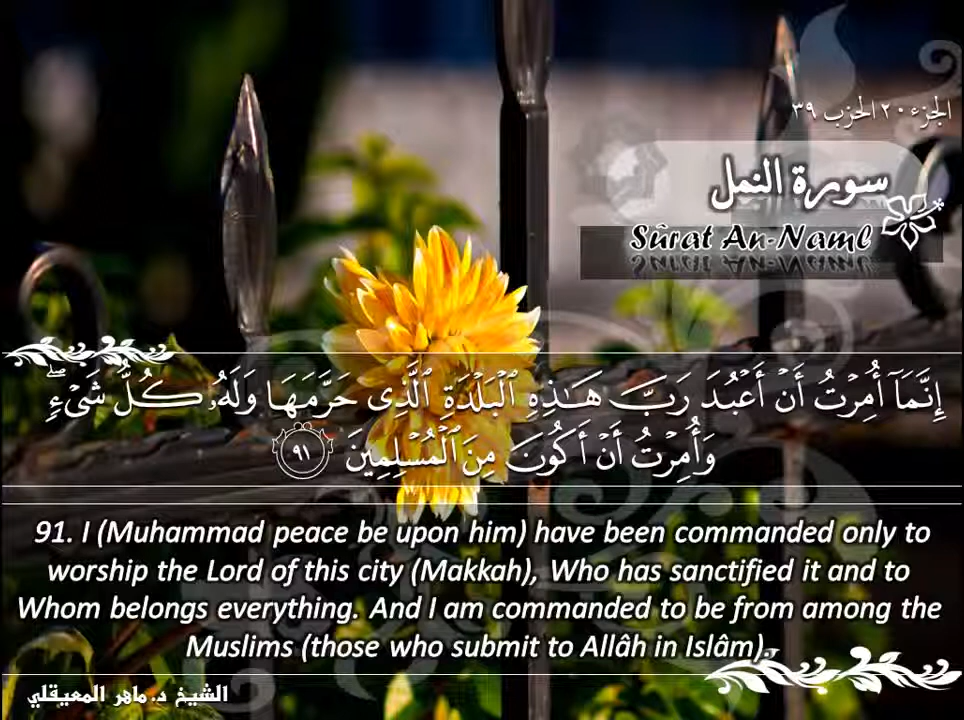 الجزء ٢٠ الحزب ٣٩
سورة النمل
Sûrat An-Naml
إِنَّمَآ أُمِرْتُ أَنْ أَعْبُدَ رَبَّ هَـٰذِهِ ٱلْبَلْدَةِ ٱلَّذِى حَرَّمَهَا وَلَهُۥ كُلُّ شَىْءٍۢ ۖ
وَأُمِرْتُ أَنْ أَكُونَ مِنَ ٱلْمُسْلِمِينَ ٩١
91. I (Muhammad peace be upon him) have been commanded only to
worship the Lord of this city (Makkah), Who has sanctified it and to
Whom belongs everything. And I am commanded to be from among the
Muslims (those who submit to Allâh in Islâm).
الشيخ د. ماهر المعيقلي